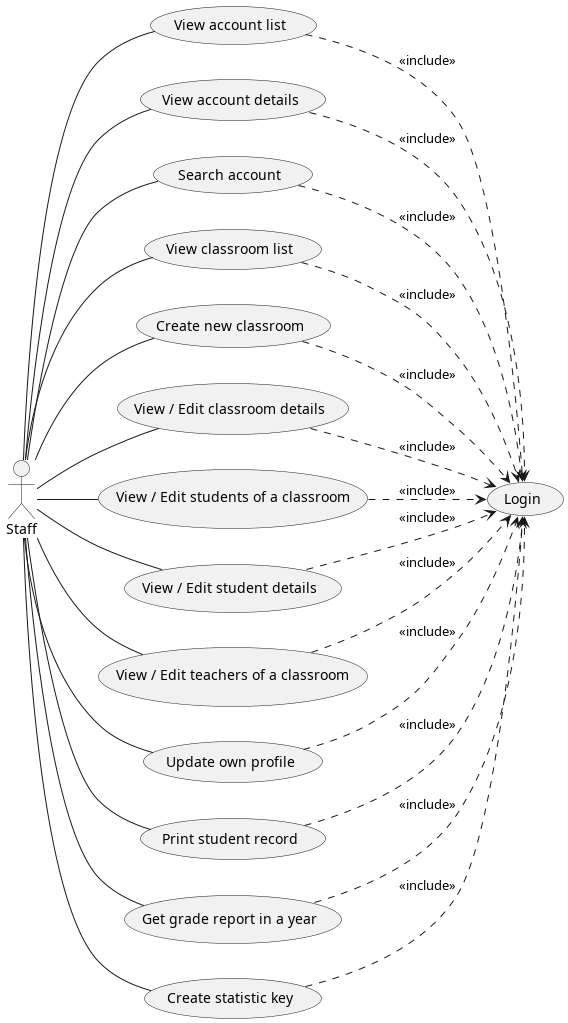 View account list
«include»
View account details
«include»
Search account
«include»
View classroom list
«include»
Create new classroom
«include»
View / Edit classroom details
«include»
View / Edit students of a classroom
«include»
Login
Staff
«include»
View / Edit student details
«include»
View / Edit teachers of a classroom
«include»
Update own profile
«include»
Print student record
«include»
Get grade report in a year
«include»
Create statistic key